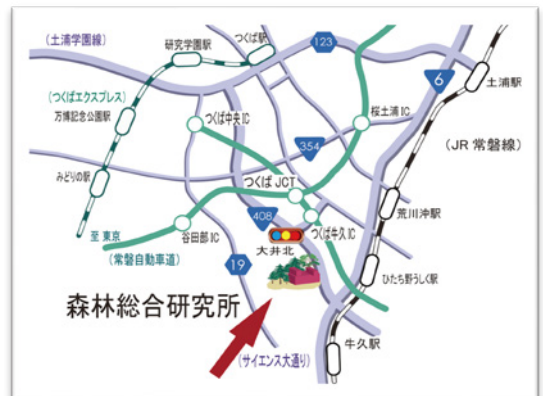 (土浦学園線)
研究学園駅
つくば駅
123
6
土浦駅
(つくばエクスプレス)
万博記念公園駅
つくば中央IC
桜土浦IC
354
(JR常磐線)
みどりの駅
つくばJCT
408
荒川沖駅
至 東京
谷田部IC
大井北
つくば牛久IC
(常磐自動車道)
19
ひたち野うしく駅
森林総合研究所
牛久駅
(サイエンス大通り)